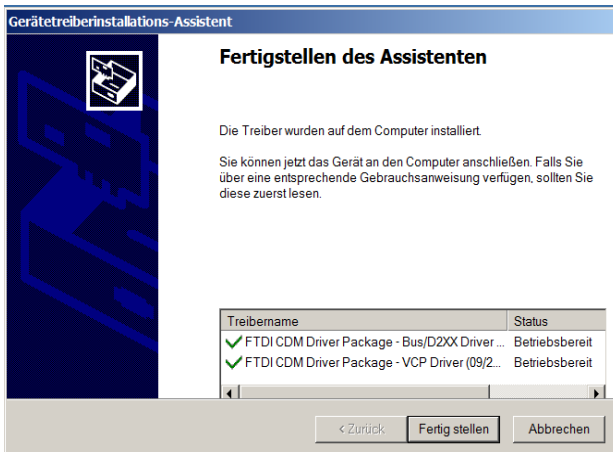 Gerätetreiberinstallations-Assistent
Fertigstellen des Assistenten
Die Treiber wurden auf dem Computer installiert.
Sie können jetzt das Gerät an den Computer anschließen. Falls Sie
über eine entsprechende Gebrauchsanweisung verfügen, sollten Sie
diese zuerst lesen.
Treibername Status
FTDI CDM Driver Package - Bus/D2XX Driver ... Betriebsbereit
FTDI CDM Driver Package - VCP Driver (09/2... Betriebsbereit
< Zurück Fertig stellen Abbrechen